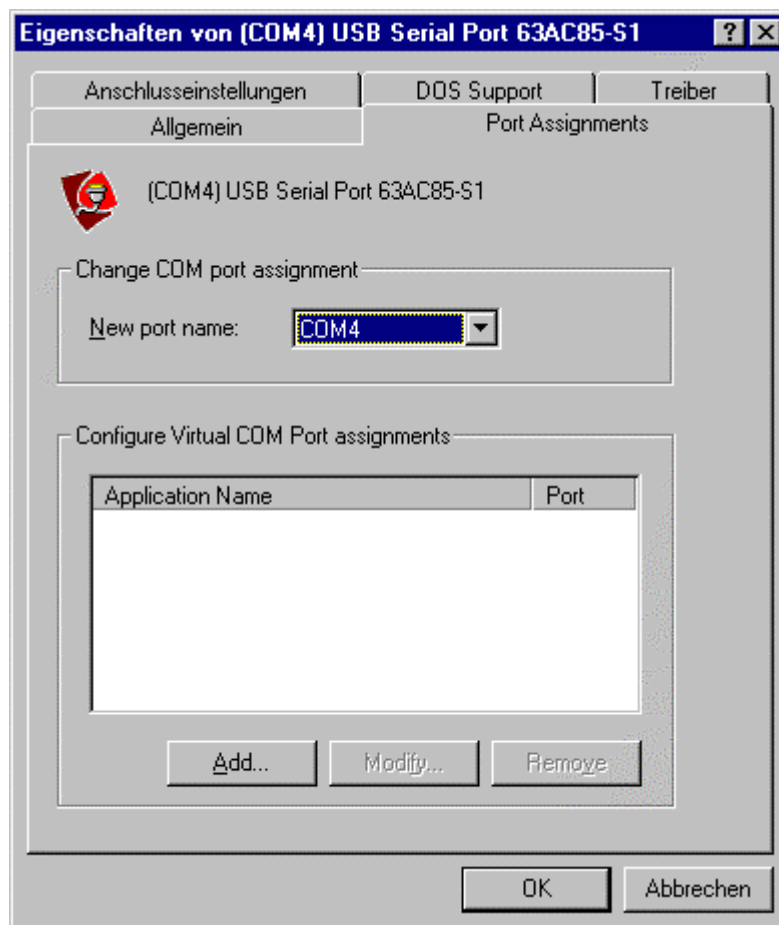 Eigenschaften von (COM4) USB Serial Port 63AC85-S1
Anschlusseinstellungen DOS Support Treiber
Allgemein Port Assignments
(COM4) USB Serial Port 63AC85-S1
Change COM port assignment
New port name: COM4
Configure Virtual COM Port assignments
Application Name Port
Add... Modify... Remove
OK Abbrechen